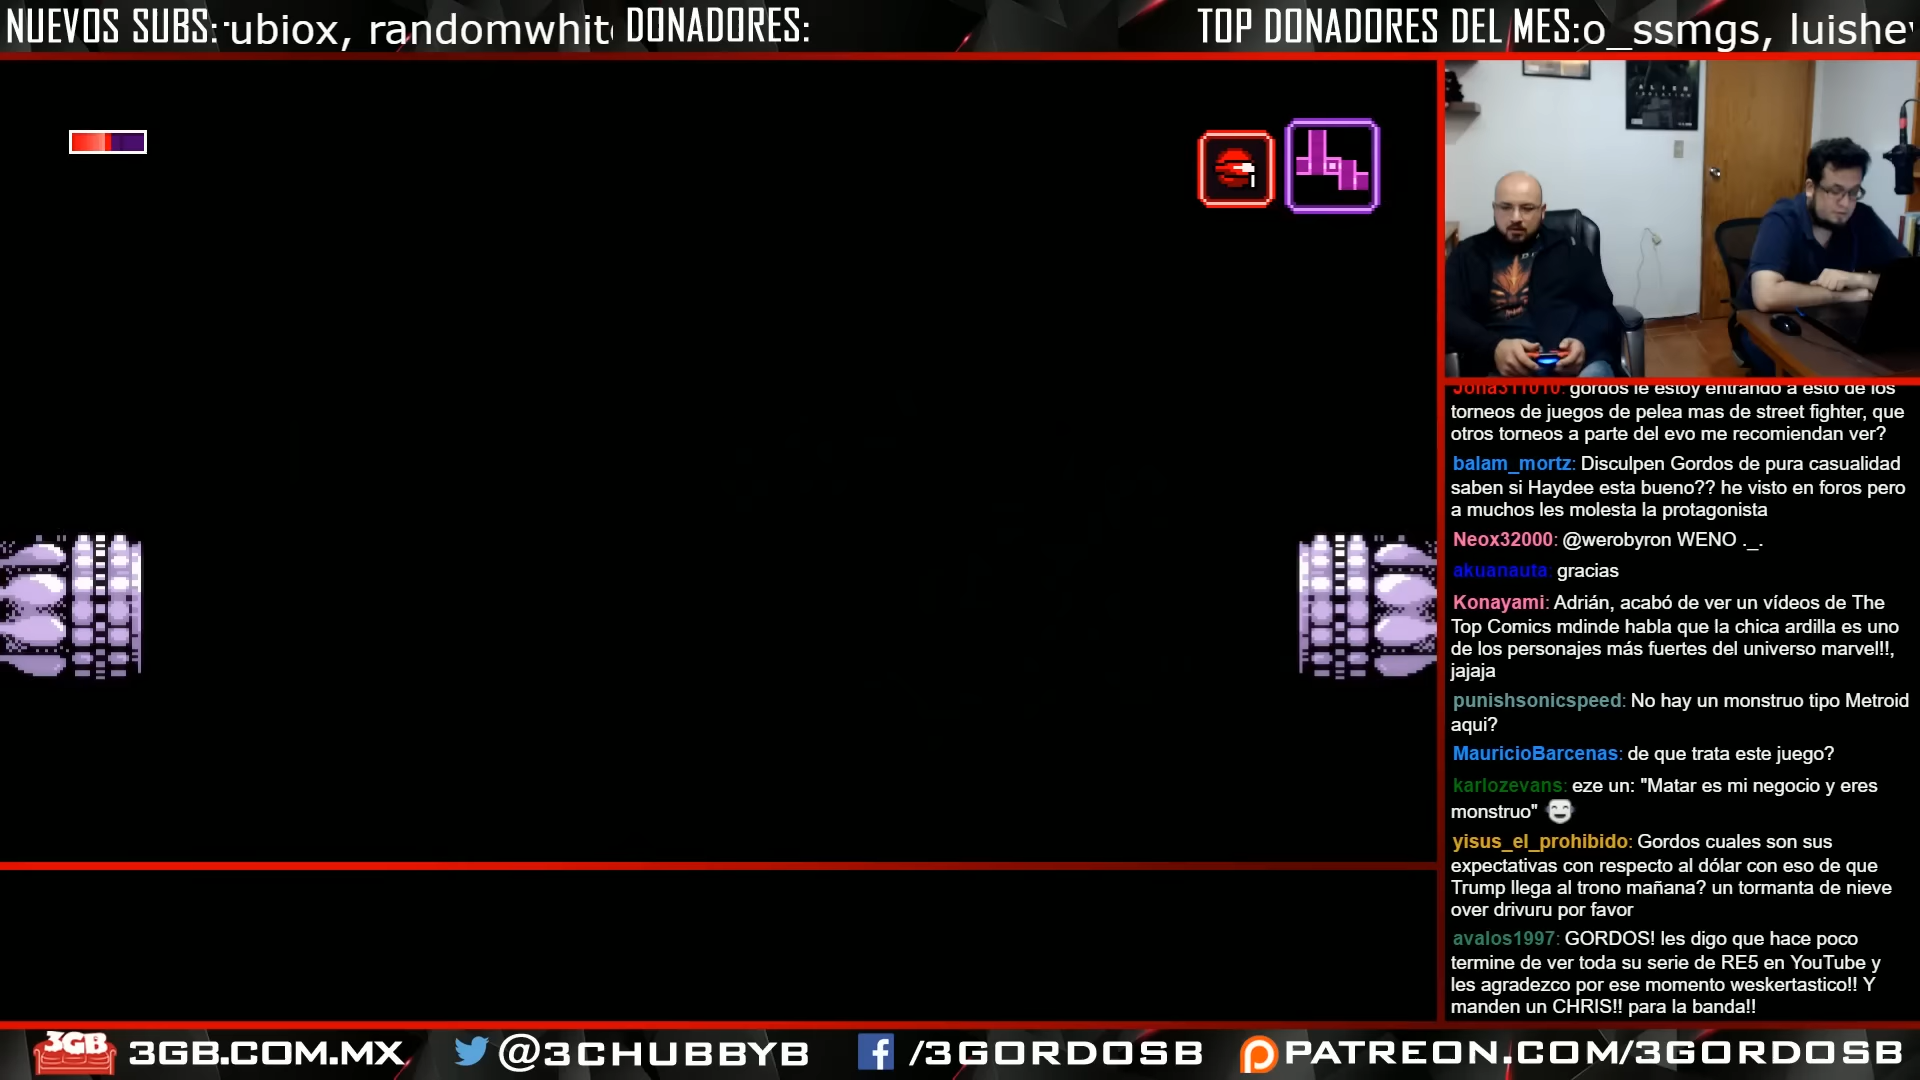 NUEVOS SUBS: rubiox, randomwhite DONADORES: TOP DONADORES DEL MES: o_ssmgs, luishev
ALIEN
ISOLATION
Jona311010: gordos le estoy entrando a esto de los
torneos de juegos de pelea mas de street fighter, que
otros torneos a parte del evo me recomiendan ver?
balam_mortz: Disculpen Gordos de pura casualidad
saben si Haydee esta bueno?? he visto en foros pero
a muchos les molesta la protagonista
Neox32000: @werobyron WENO ._.
akuanauta: gracias
Konayami: Adrián, acabó de ver un vídeos de The
Top Comics mdinde habla que la chica ardilla es uno
de los personajes más fuertes del universo marvel!!,
jajaja
punishsonicspeed: No hay un monstruo tipo Metroid
aqui?
MauricioBarcenas: de que trata este juego?
karlozevans: eze un: "Matar es mi negocio y eres
monstruo"
yisus_el_prohibido: Gordos cuales son sus
expectativas con respecto al dólar con eso de que
Trump llega al trono mañana? un tormanta de nieve
over drivuru por favor
avalos1997: GORDOS! les digo que hace poco
termine de ver toda su serie de RE5 en YouTube y
les agradezco por ese momento weskertastico!! Y
manden un CHRIS!! para la banda!!
3GB 3GB.COM.MX @3CHUBBYB /3GORDOSB PATREON.COM/3GORDOSB